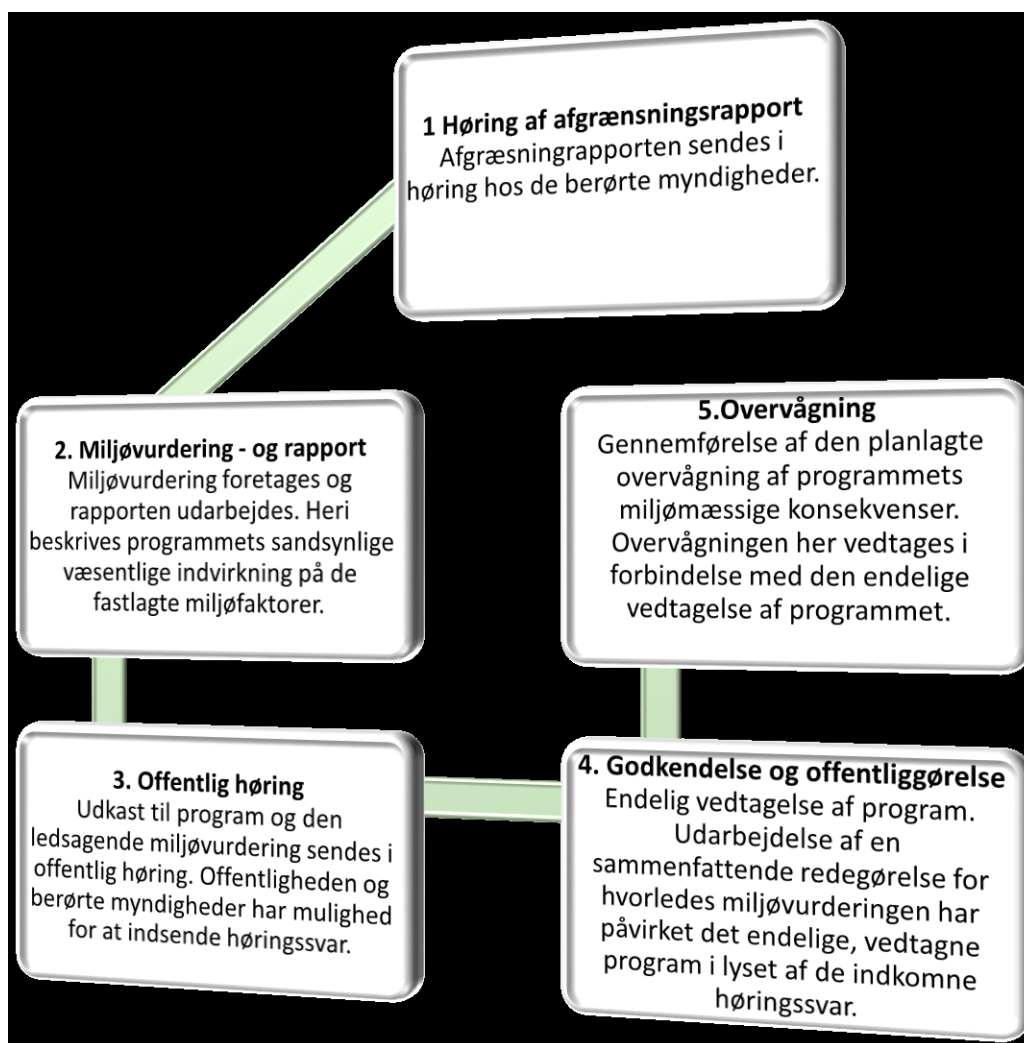 1 Høring af afgrænsningsrapport
Afgræsningrapporten sendes i
høring hos de berørte myndigheder.
2. Miljøvurdering - og rapport
Miljøvurdering foretages og
rapporten udarbejdes. Heri
beskrives programmets sandsynlige
væsentlige indvirkning på de
fastlagte miljøfaktorer.
3. Offentlig høring
Udkast til program og den
ledsagende miljøvurdering sendes i
offentlig høring. Offentligheden og
berørte myndigheder har mulighed
for at indsende høringssvar.
4. Godkendelse og offentliggørelse
Endelig vedtagelse af program.
Udarbejdelse af en
sammenfattende redegørelse for
hvorledes miljøvurderingen har
påvirket det endelige, vedtagne
program i lyset af de indkomne
høringssvar.
5.Overvågning
Gennemførelse af den planlagte
overvågning af programmets
miljømæssige konsekvenser.
Overvågningen her vedtages i
forbindelse med den endelige
vedtagelse af programmet.